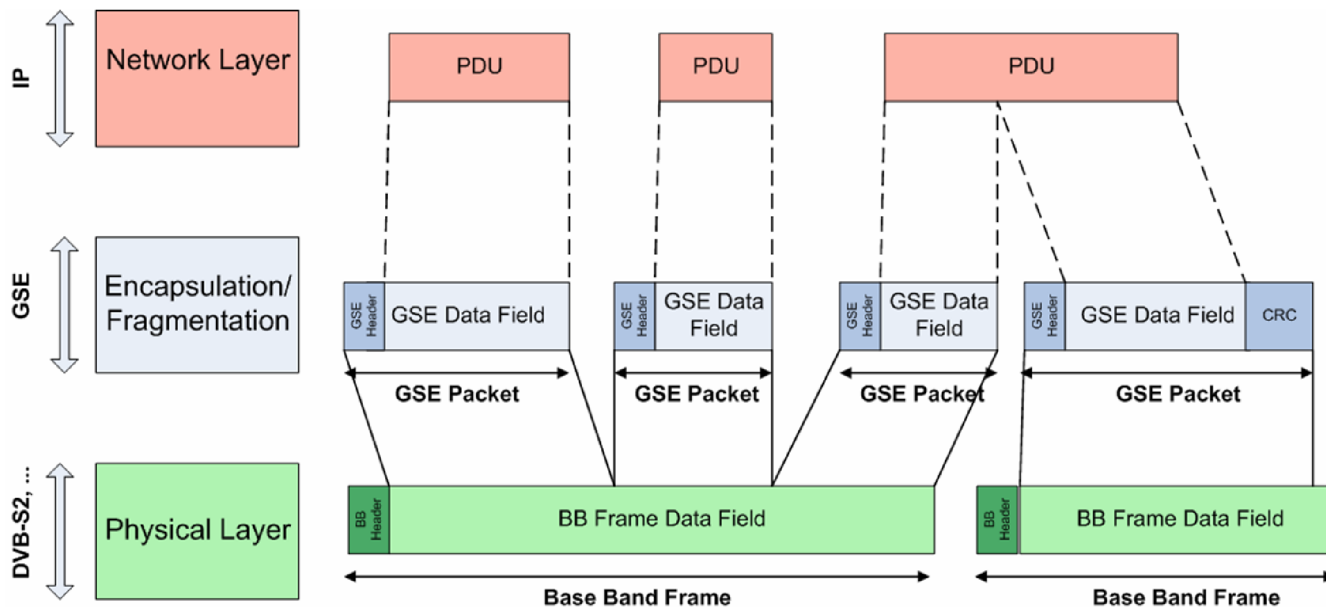 IP
Network Layer
PDU
PDU
PDU
GSE
Encapsulation/
Fragmentation
GSE
Header
GSE Data Field
GSE
Header
GSE Data
Field
GSE
Header
GSE Data
Field
GSE
Header
GSE Data Field
CRC
GSE Packet
GSE Packet
GSE Packet
GSE Packet
DVB-S2, ...
Physical Layer
BB
Header
BB Frame Data Field
BB
Header
BB Frame Data Field
Base Band Frame
Base Band Frame